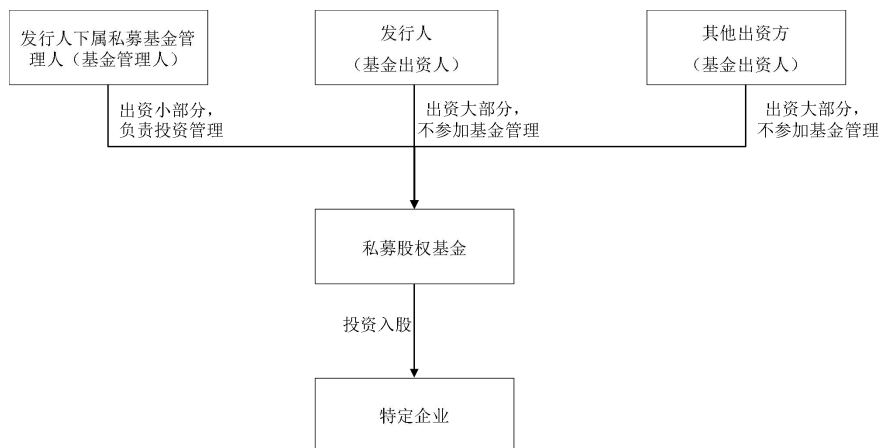 发行人下属私募基金管
理人（基金管理人）
发行人
（基金出资人）
其他出资方
（基金出资人）
出资小部分，
负责投资管理
出资大部分，
不参加基金管理
出资大部分，
不参加基金管理
私募股权基金
投资入股
特定企业